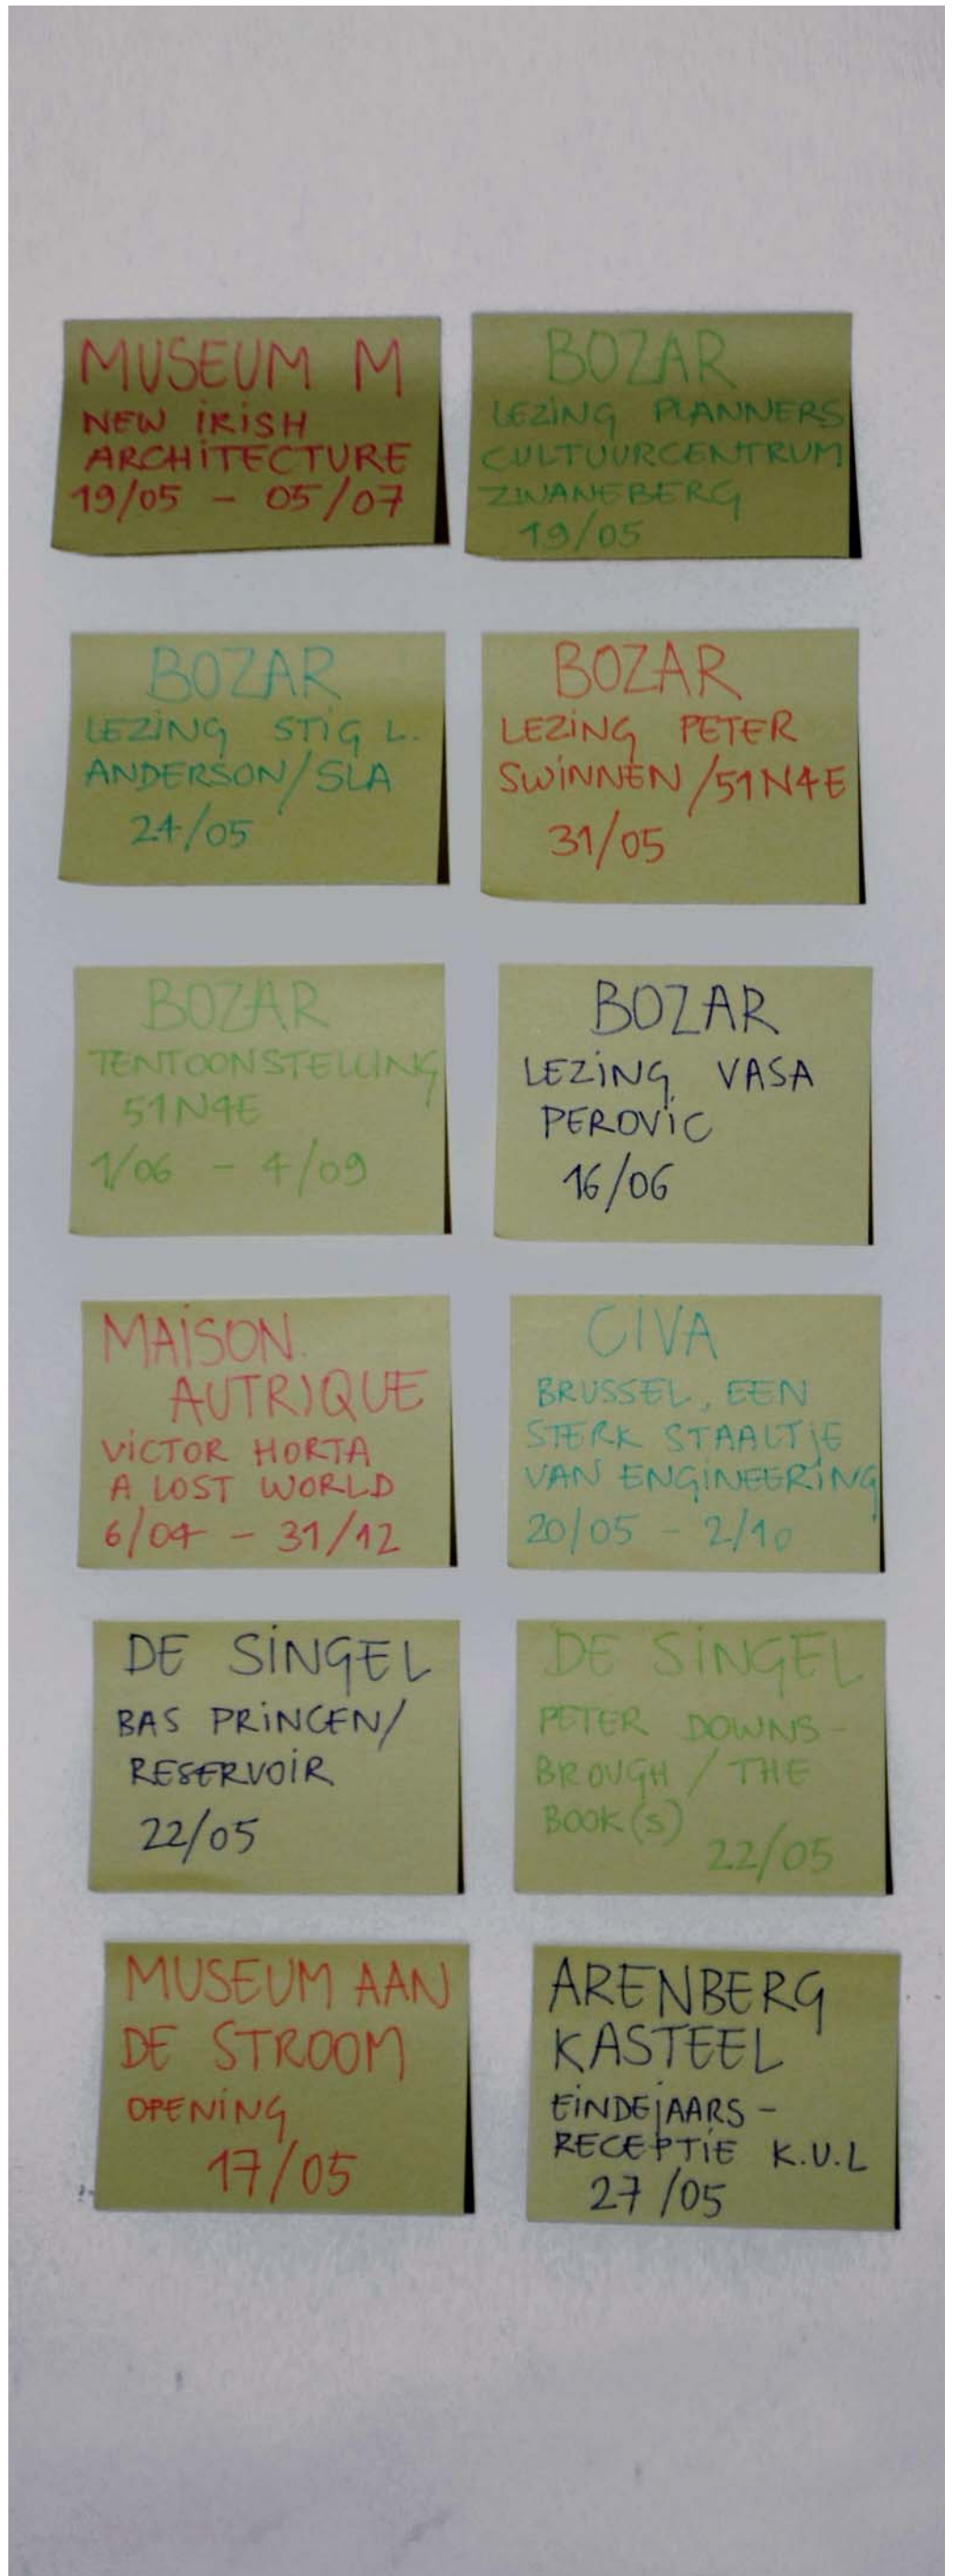 MUSEUM M
NEW IRISH
ARCHITECTURE
19/05 - 05/07
BOZAR
LEZING PLANNERS
CULTUURCENTRUM
ZWANEBERG
19/05
BOZAR
LEZING STIG L.
ANDERSON/SLA
24/05
BOZAR
LEZING PETER
SWINNEN/51N4E
31/05
BOZAR
TENTOONSTELLING
51N4E
1/06 - 4/09
BOZAR
LEZING VASA
PEROVIC
16/06
MAISON
AUTRIQUE
VICTOR HORTA
A LOST WORLD
6/04 - 31/12
CIVA
BRUSSEL, EEN
STERK STAALTJE
VAN ENGINEERING
20/05 - 2/10
DE SINGEL
BAS PRINCEN/
RESERVOIR
22/05
DE SINGEL
PETER DOWNS-
BROUGH / THE
BOOK(S)
22/05
MUSEUM AAN
DE STROOM
OPENING
17/05
ARENBERG
KASTEEL
EINDEJAARS-
RECEPTIE K.U.L
27/05